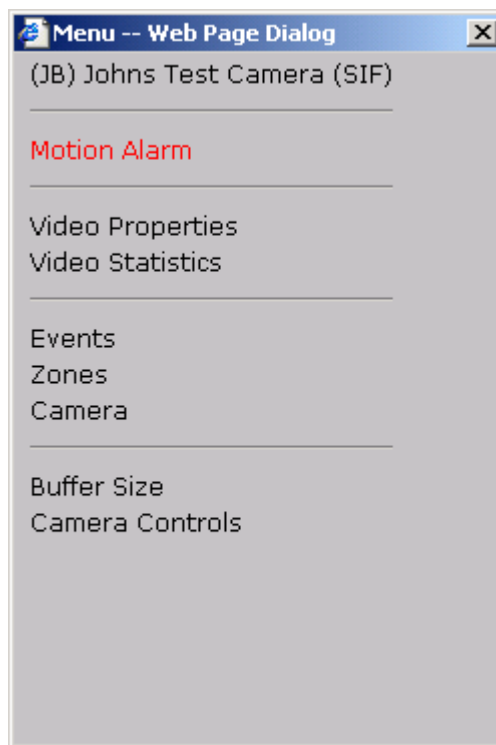 Menu -- Web Page Dialog
(JB) Johns Test Camera (SIF)
Motion Alarm
Video Properties
Video Statistics
Events
Zones
Camera
Buffer Size
Camera Controls